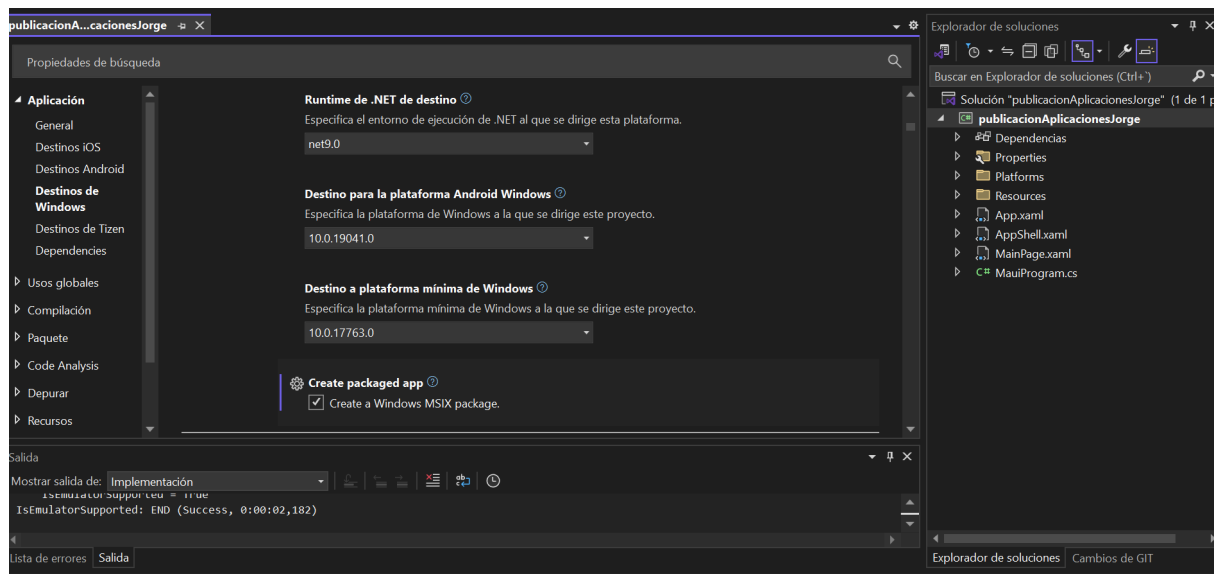 publicacionA...cacionesJorge
Propiedades de búsqueda
Aplicación
General
Destinos iOS
Destinos Android
Destinos de
Windows
Destinos de Tizen
Dependencies
Usos globales
Compilación
Paquete
Code Analysis
Depurar
Recursos
Runtime de .NET de destino
Especifica el entorno de ejecución de .NET al que se dirige esta plataforma.
net9.0
Destino para la plataforma Android Windows
Especifica la plataforma de Windows a la que se dirige este proyecto.
10.0.19041.0
Destino a plataforma mínima de Windows
Especifica la plataforma mínima de Windows a la que se dirige este proyecto.
10.0.17763.0
Create packaged app
Create a Windows MSIX package.
Salida
Mostrar salida de: Implementación
IsEmulatorSupported = True
IsEmulatorSupported: END (Success, 0:00:02,182)
Lista de errores Salida
Explorador de soluciones
Buscar en Explorador de soluciones (Ctrl+`)
Solución "publicacionAplicacionesJorge" (1 de 1 p
publicacionAplicacionesJorge
Dependencias
Properties
Platforms
Resources
App.xaml
AppShell.xaml
MainPage.xaml
C# MauiProgram.cs
Explorador de soluciones Cambios de GIT